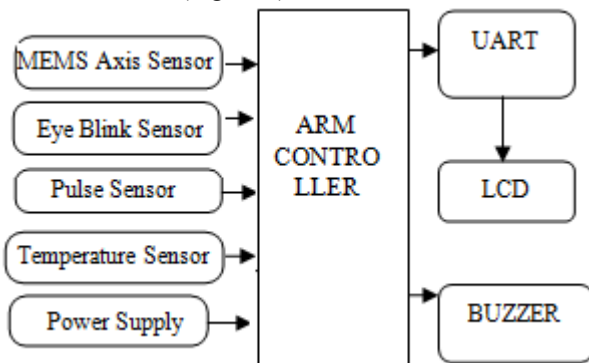 MEMS Axis Sensor
Eye Blink Sensor
Pulse Sensor
Temperature Sensor
Power Supply
ARM
CONTRO
LLER
UART
LCD
BUZZER